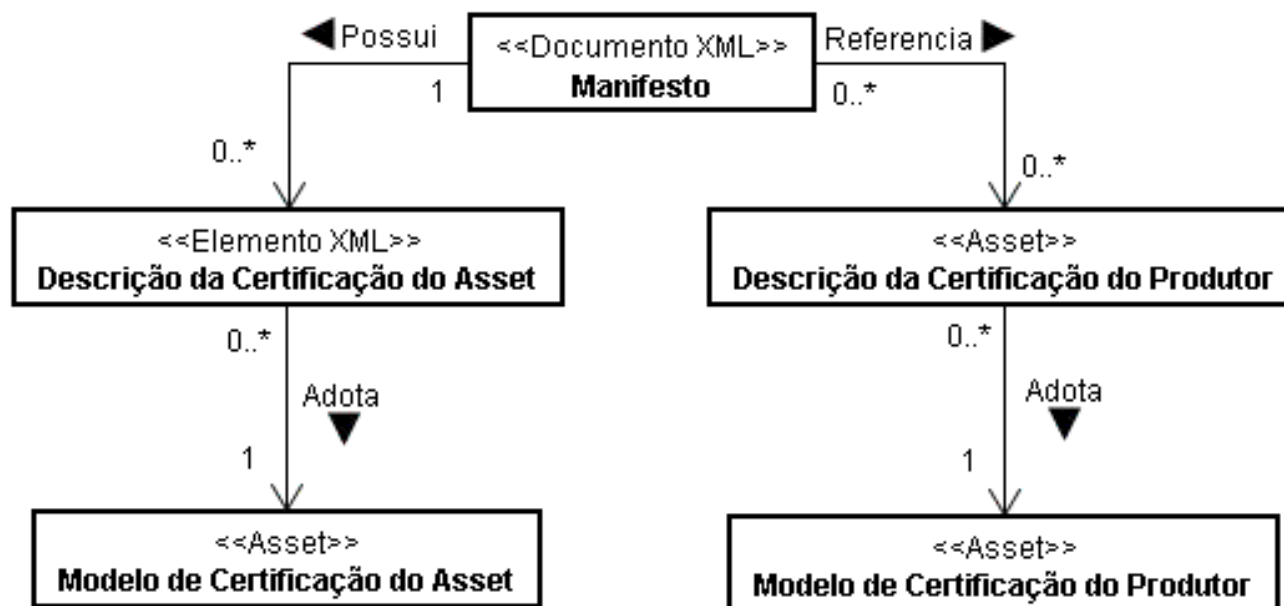 Possui
<<Documento XML>>
Manifesto
Referencia
1
0..*
0..*
0..*
<<Elemento XML>>
Descrição da Certificação do Asset
<<Asset>>
Descrição da Certificação do Produtor
0..*
0..*
Adota
Adota
1
1
<<Asset>>
Modelo de Certificação do Asset
<<Asset>>
Modelo de Certificação do Produtor